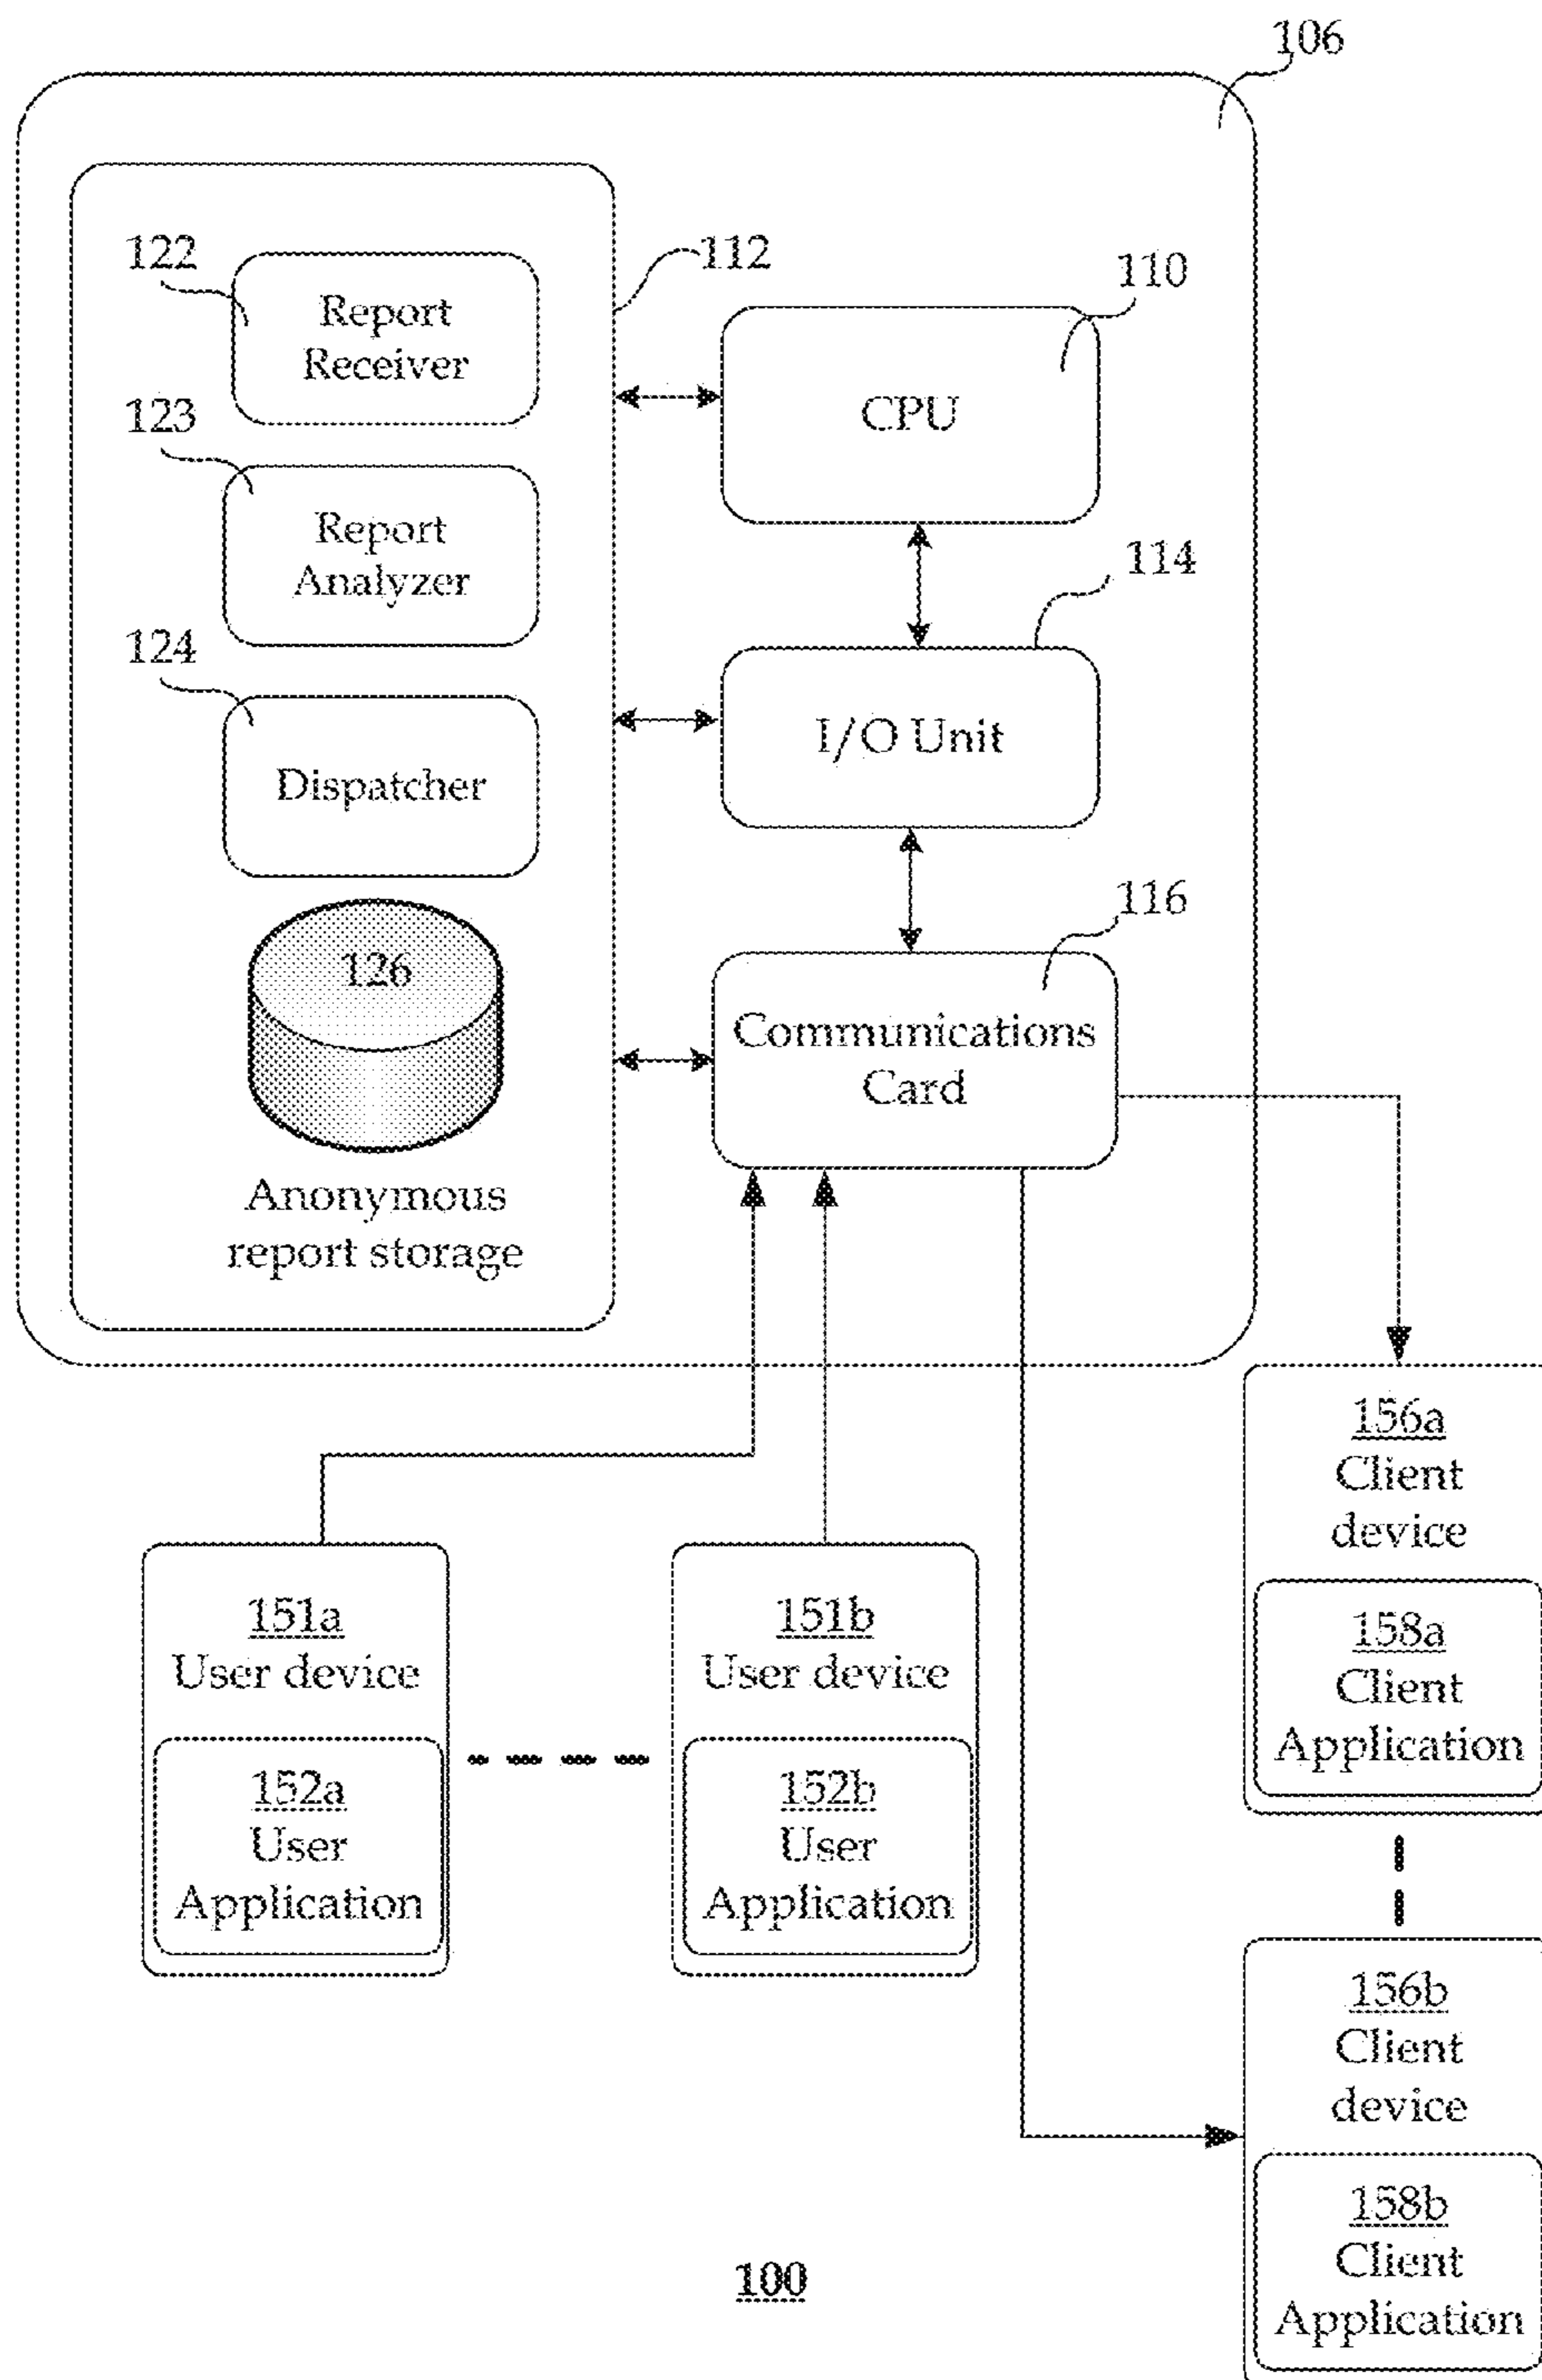 106
122
Report
Receiver
112
110
CPU
123
Report
Analyzer
114
124
I/O Unit
Dispatcher
116
126
Communications
Card
Anonymous
report storage
156a
Client
device
158a
Client
Application
151a
User device
152a
User
Application
151b
User device
152b
User
Application
156b
Client
device
158b
Client
Application
100